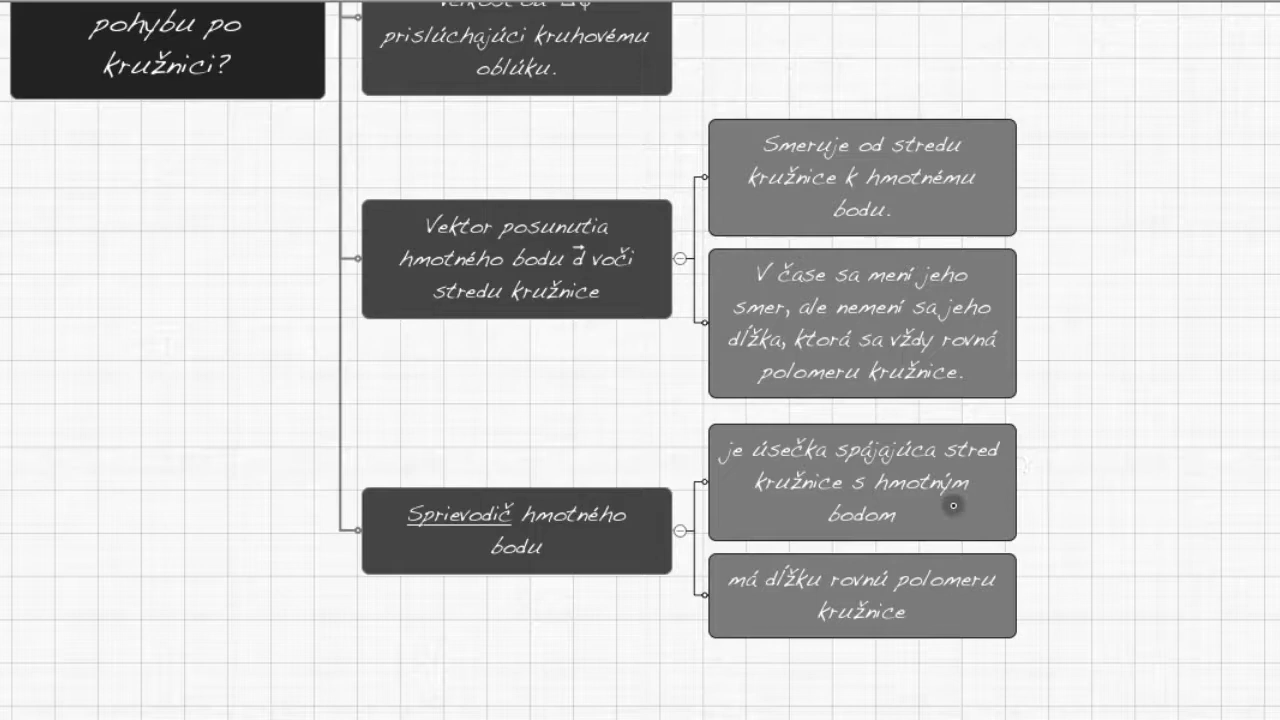 pohybu po
kružnici?
prislúchajúci kruhovému
oblúku.
Vektor posunutia
hmotného bodu d⃗ voči
stredu kružnice
Smeruje od stredu
kružnice k hmotnému
bodu.
V čase sa mení jeho
smer, ale nemení sa jeho
dĺžka, ktorá sa vždy rovná
polomeru kružnice.
Sprievodič hmotného
bodu
je úsečka spájajúca stred
kružnice s hmotným
bodom
má dĺžku rovnú polomeru
kružnice